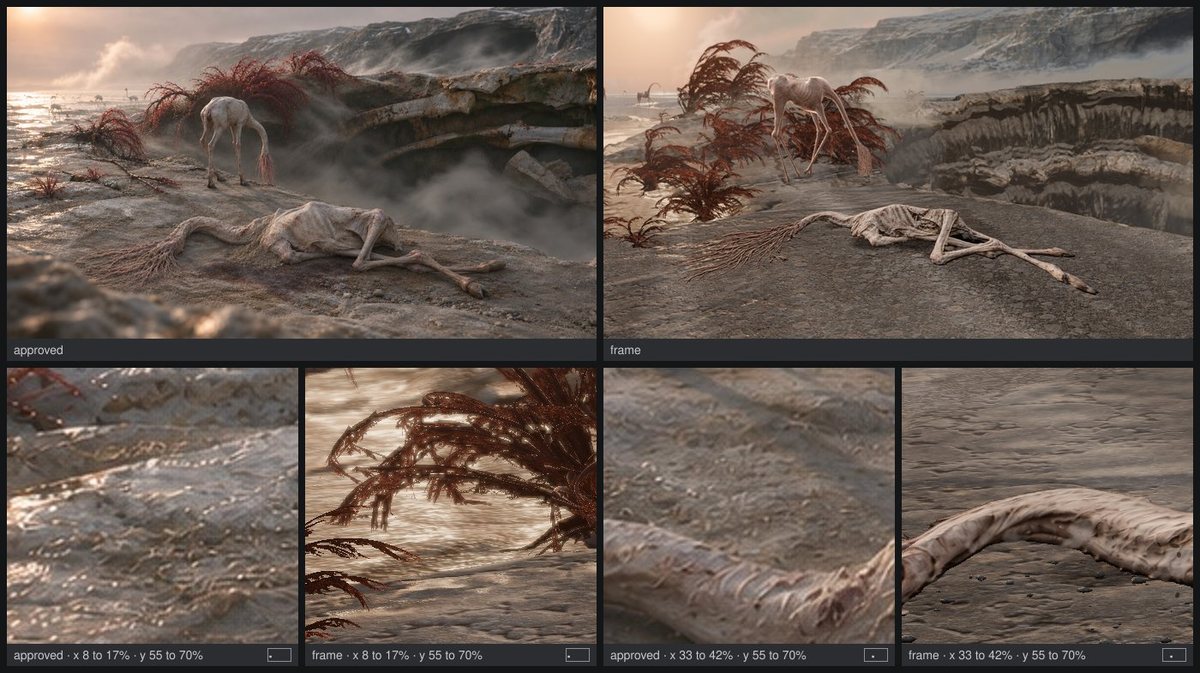 approved
frame
approved · x 8 to 17% · y 55 to 70%
frame · x 8 to 17% · y 55 to 70%
approved · x 33 to 42% · y 55 to 70%
frame · x 33 to 42% · y 55 to 70%